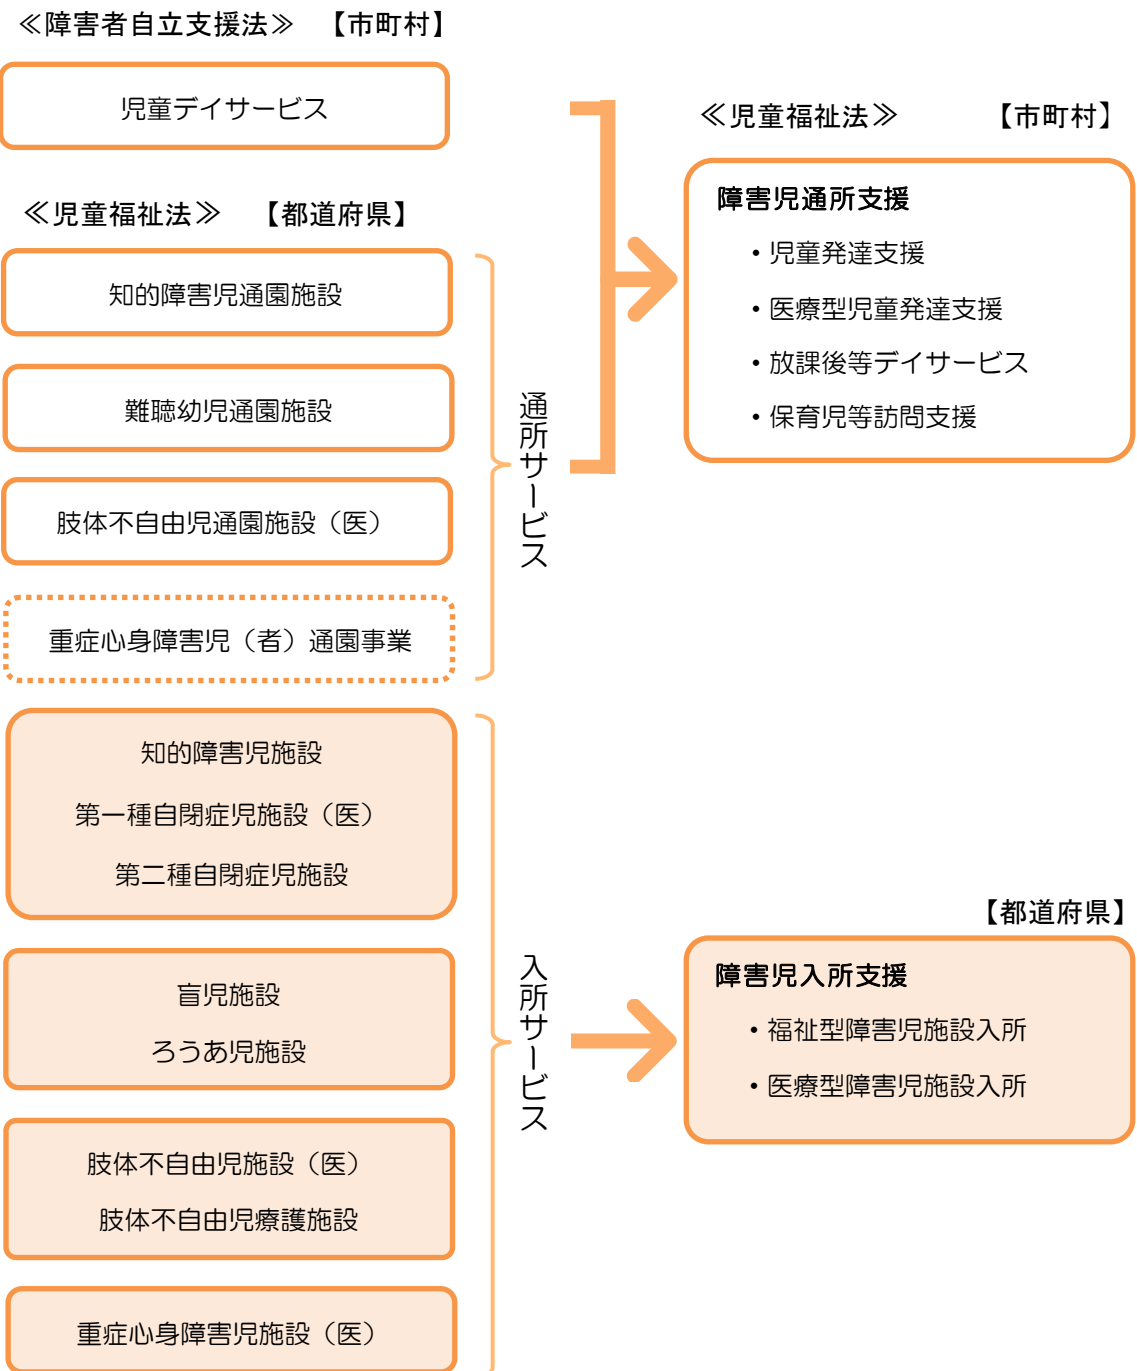 ≪障害者自立支援法≫　【市町村】
児童デイサービス
≪児童福祉法≫　【都道府県】
知的障害児通園施設
難聴幼児通園施設
肢体不自由児通園施設（医）
重症心身障害児（者）通園事業
通所サービス
知的障害児施設
第一種自閉症児施設（医）
第二種自閉症児施設
盲児施設
ろうあ児施設
肢体不自由児施設（医）
肢体不自由児療護施設
重症心身障害児施設（医）
入所サービス
≪児童福祉法≫　【市町村】
障害児通所支援
・児童発達支援
・医療型児童発達支援
・放課後等デイサービス
・保育児等訪問支援
【都道府県】
障害児入所支援
・福祉型障害児施設入所
・医療型障害児施設入所